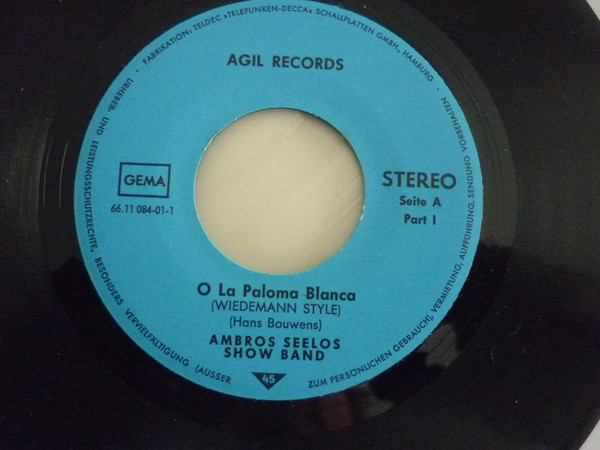 • FABRIKATION: TELDEC »TELEFUNKEN-DECCA« SCHALLPLATTEN GMBH, HAMBURG •
URHEBER- UND LEISTUNGSSCHUTZRECHTE, BESONDERS VERVIELFÄLTIGUNG (AUSSER ZUM PERSÖNLICHEN GEBRAUCH), VERMIETUNG, AUFFÜHRUNG, SENDUNG VORBEHALTEN
AGIL RECORDS
GEMA
66.11 084-01-1
STEREO
Seite A
Part I
O La Paloma Blanca
(WIEDEMANN STYLE)
(Hans Bouwens)
AMBROS SEELOS
SHOW BAND
45